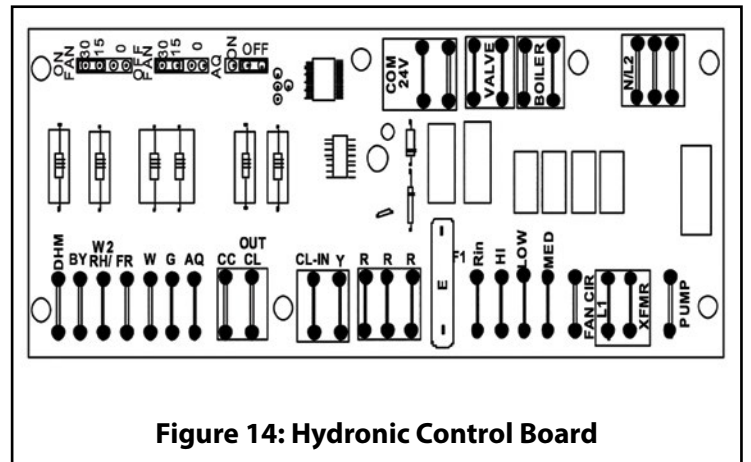 ON FAN 30 15 0 OFF FAN 30 15 0 AQ ON OFF
COM 24V VALVE BOILER N/L2
DHM BY W2 RH/ FR W G AQ OUT CC CL CL-IN Y R R R E F1 Rin HI LOW MED FAN CIR L1 XFMR PUMP
Figure 14: Hydronic Control Board